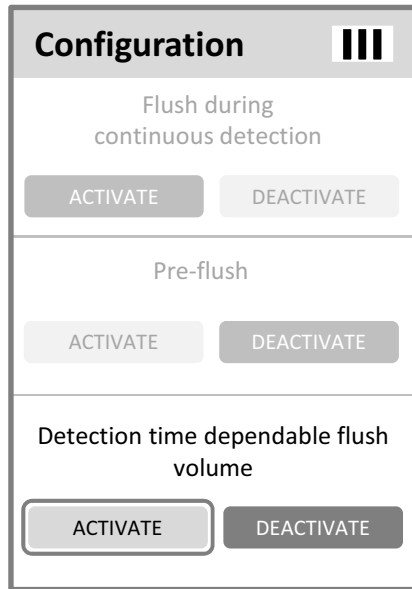 Configuration
Flush during
continuous detection
ACTIVATE DEACTIVATE
Pre-flush
ACTIVATE DEACTIVATE
Detection time dependable flush
volume
ACTIVATE DEACTIVATE